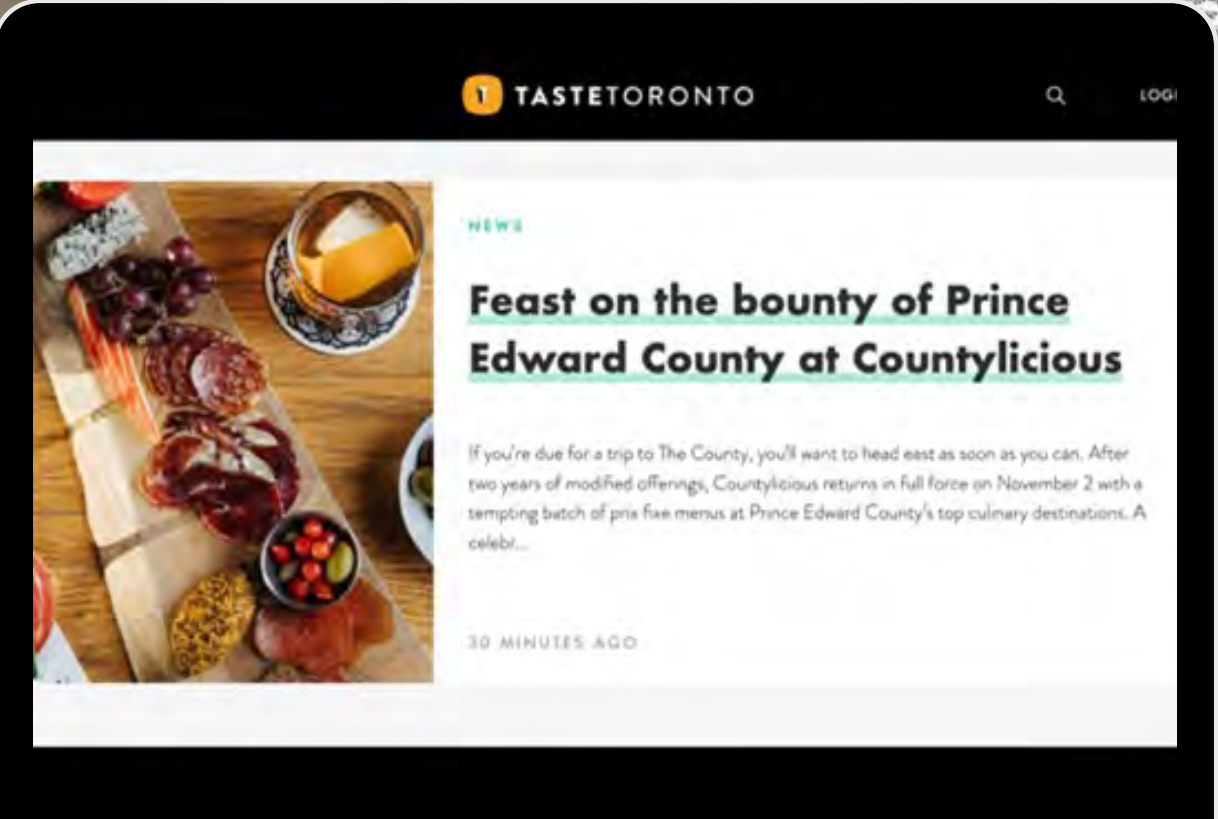 TASTETORONTO
LOGI
NEWS
Feast on the bounty of Prince
Edward County at Countylicious
If you're due for a trip to The County, you'll want to head east as soon as you can. After
two years of modified offerings, Countylicious returns in full force on November 2 with a
tempting batch of prix fixe menus at Prince Edward County's top culinary destinations. A
celebr...
30 MINUTES AGO